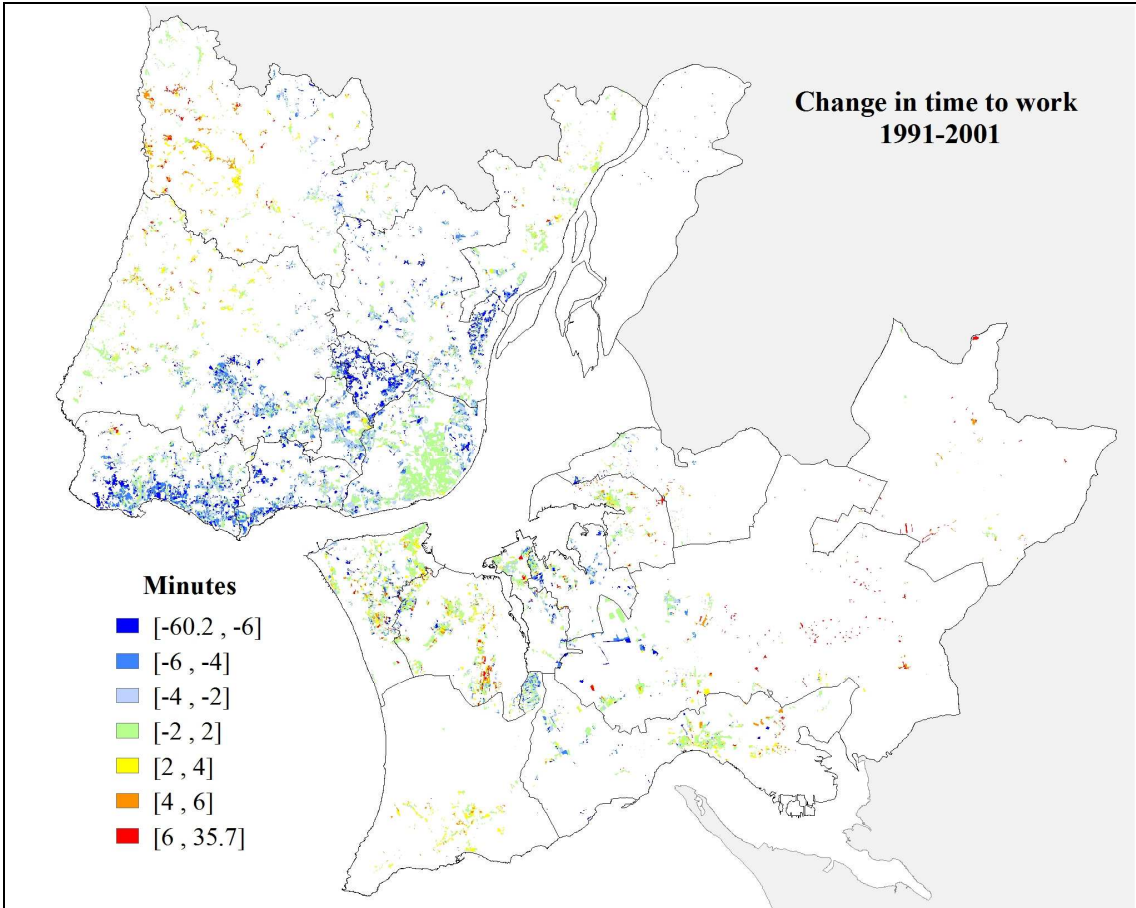 Change in time to work
1991-2001
Minutes
[-60.2 , -6]
[-6 , -4]
[-4 , -2]
[-2 , 2]
[2 , 4]
[4 , 6]
[6 , 35.7]